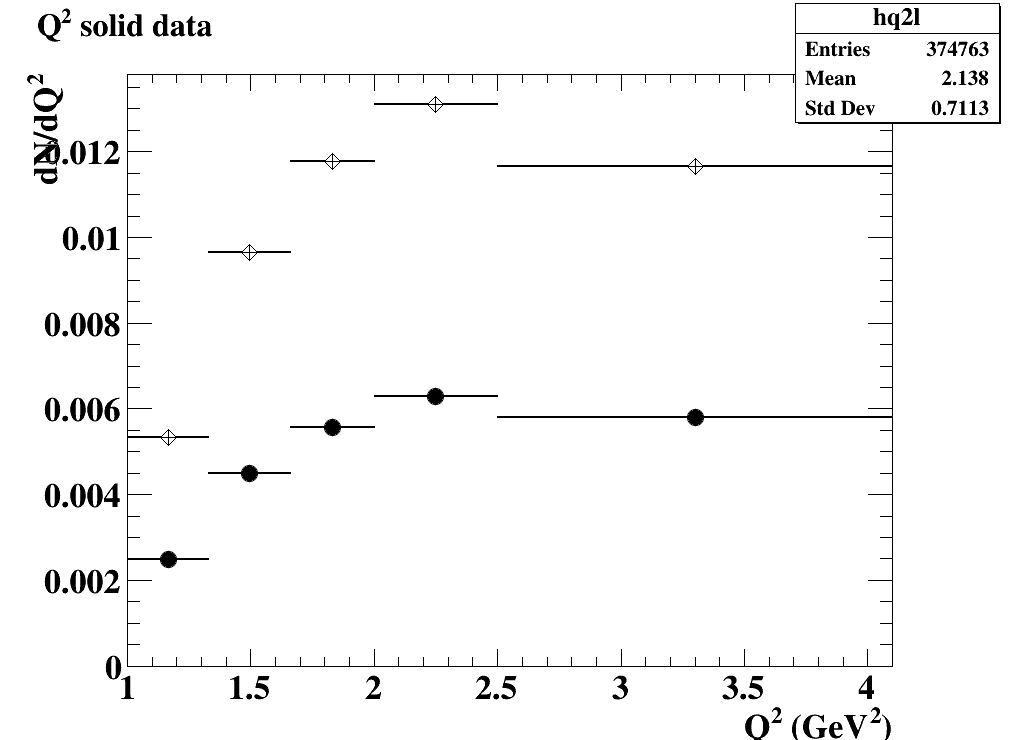 Q² solid data
hq2l
Entries 374763
Mean 2.138
Std Dev 0.7113
dN/dQ²
0.012
0.01
0.008
0.006
0.004
0.002
0
1 1.5 2 2.5 3 3.5 4
Q² (GeV²)